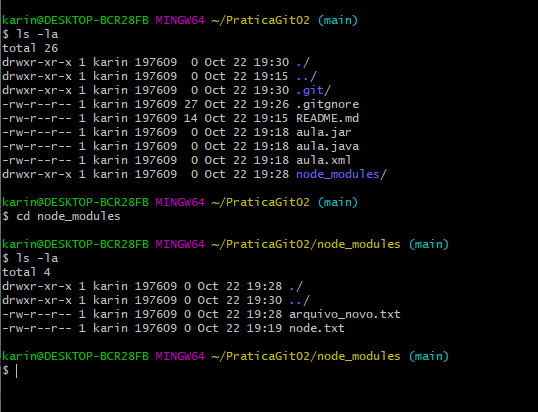 karin@DESKTOP-BCR28FB MINGW64 ~/PraticaGit02 (main)
$ ls -la
total 26
drwxr-xr-x 1 karin 197609  0 Oct 22 19:30 ./
drwxr-xr-x 1 karin 197609  0 Oct 22 19:15 ../
drwxr-xr-x 1 karin 197609  0 Oct 22 19:30 .git/
-rw-r--r-- 1 karin 197609 27 Oct 22 19:26 .gitgnore
-rw-r--r-- 1 karin 197609 14 Oct 22 19:15 README.md
-rw-r--r-- 1 karin 197609  0 Oct 22 19:18 aula.jar
-rw-r--r-- 1 karin 197609  0 Oct 22 19:18 aula.java
-rw-r--r-- 1 karin 197609  0 Oct 22 19:18 aula.xml
drwxr-xr-x 1 karin 197609  0 Oct 22 19:28 node_modules/
karin@DESKTOP-BCR28FB MINGW64 ~/PraticaGit02 (main)
$ cd node_modules
karin@DESKTOP-BCR28FB MINGW64 ~/PraticaGit02/node_modules (main)
$ ls -la
total 4
drwxr-xr-x 1 karin 197609 0 Oct 22 19:28 ./
drwxr-xr-x 1 karin 197609 0 Oct 22 19:30 ../
-rw-r--r-- 1 karin 197609 0 Oct 22 19:28 arquivo_novo.txt
-rw-r--r-- 1 karin 197609 0 Oct 22 19:19 node.txt
karin@DESKTOP-BCR28FB MINGW64 ~/PraticaGit02/node_modules (main)
$